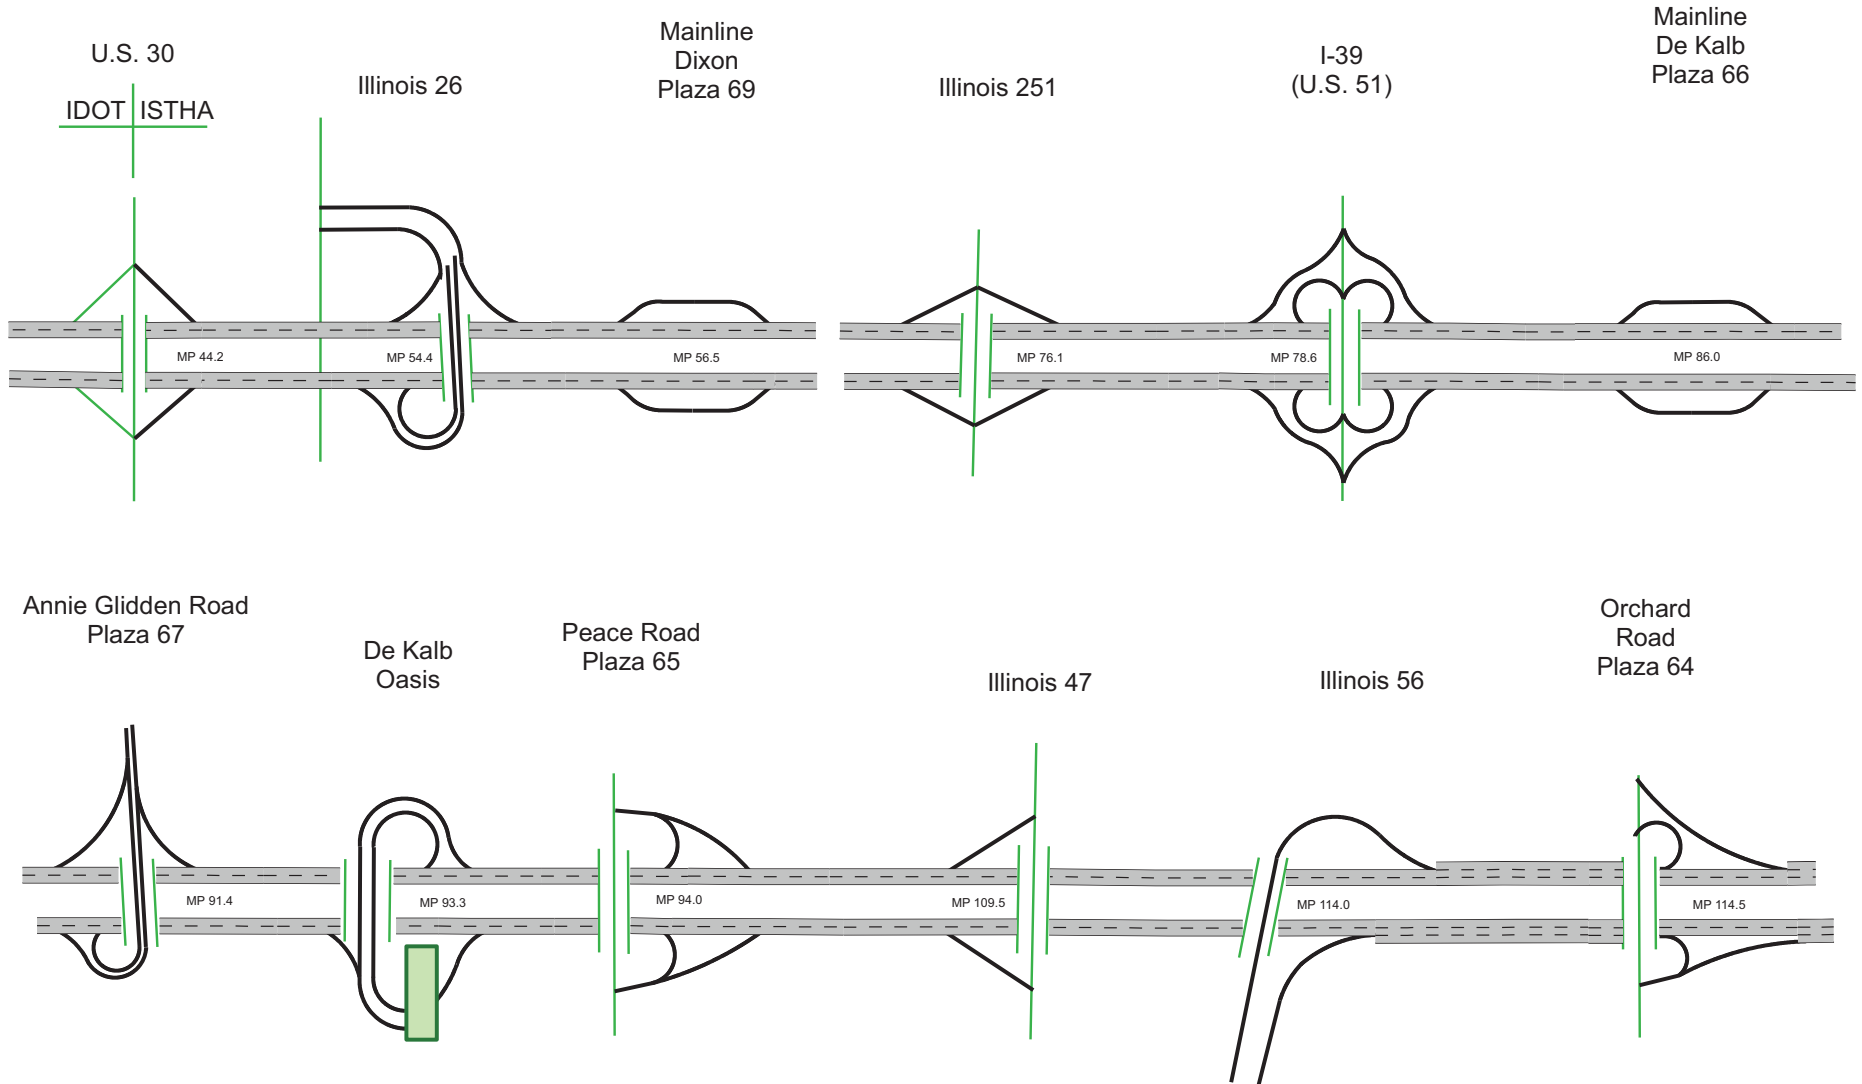 U.S. 30
IDOT ISTHA
Illinois 26
Mainline
Dixon
Plaza 69
Illinois 251
I-39
(U.S. 51)
Mainline
De Kalb
Plaza 66
MP 44.2
MP 54.4
MP 56.5
MP 76.1
MP 78.6
MP 86.0
Annie Glidden Road
Plaza 67
De Kalb
Oasis
Peace Road
Plaza 65
Illinois 47
Illinois 56
Orchard
Road
Plaza 64
MP 91.4
MP 93.3
MP 94.0
MP 109.5
MP 114.0
MP 114.5